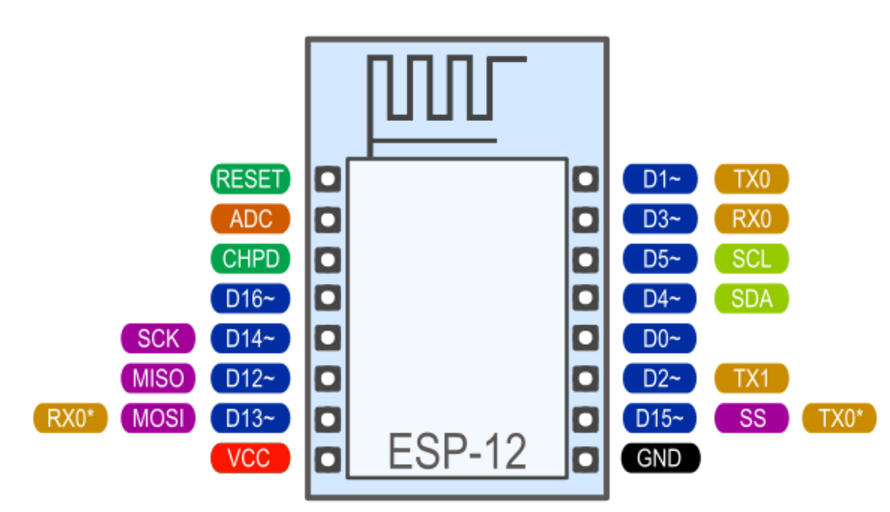 RESET D1~ TX0
ADC D3~ RX0
CHPD D5~ SCL
D16~ D4~ SDA
SCK D14~ D0~
MISO D12~ D2~ TX1
RX0* MOSI D13~ D15~ SS TX0*
VCC ESP-12 GND